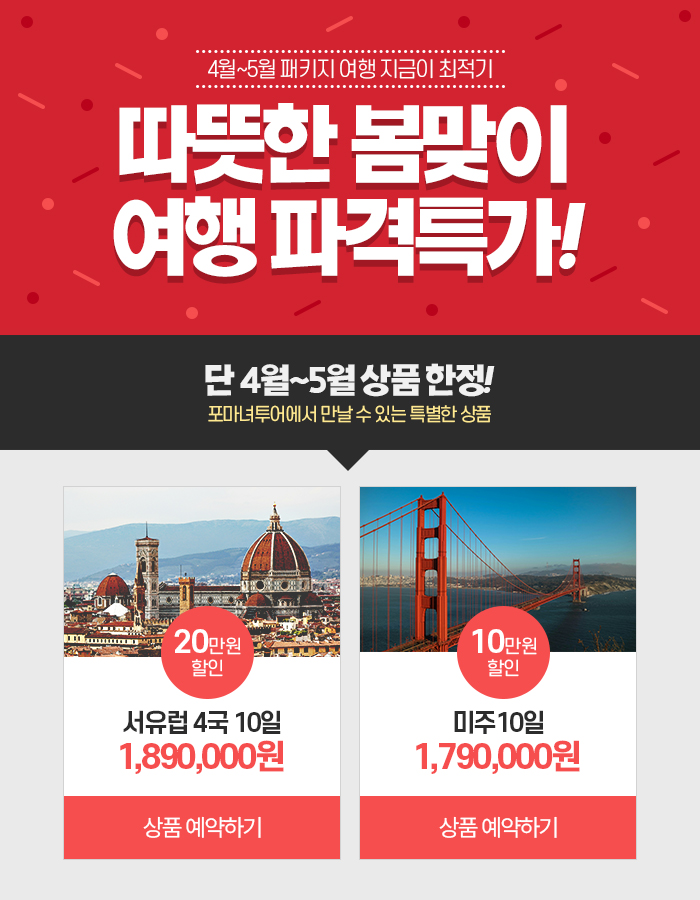 4월~5월 패키지 여행 지금이 최적기
따뜻한 봄맞이
여행 파격특가!
단 4월~5월 상품 한정!
포마녀투어에서 만날 수 있는 특별한 상품
20만원
할인
서유럽 4국 10일
1,890,000원
상품 예약하기
10만원
할인
미주10일
1,790,000원
상품 예약하기